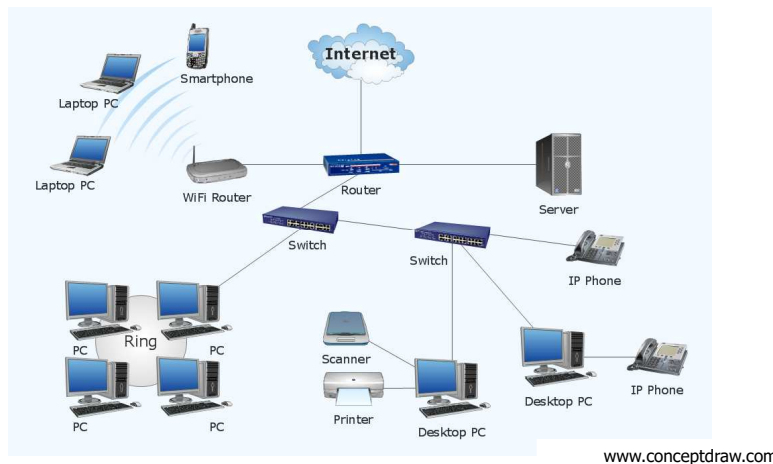 Internet
Smartphone
Laptop PC
Laptop PC
WiFi Router
Router
Server
Switch
Switch
IP Phone
PC
PC
Ring
Scanner
PC
PC
Printer
Desktop PC
Desktop PC
IP Phone
www.conceptdraw.com